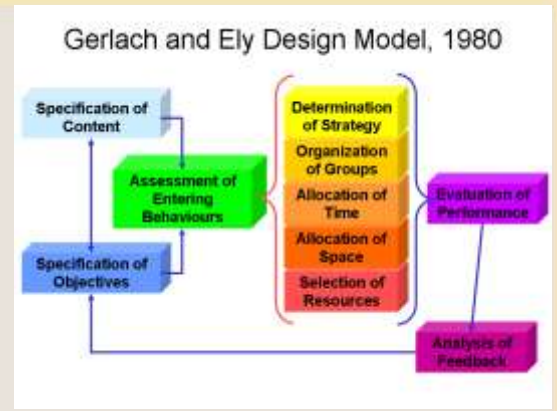 Gerlach and Ely Design Model, 1980
Specification of
Content
Assessment of
Entering
Behaviours
Specification of
Objectives
Determination
of Strategy
Organization
of Groups
Allocation of
Time
Allocation of
Space
Selection of
Resources
Evaluation of
Performance
Analysis of
Feedback